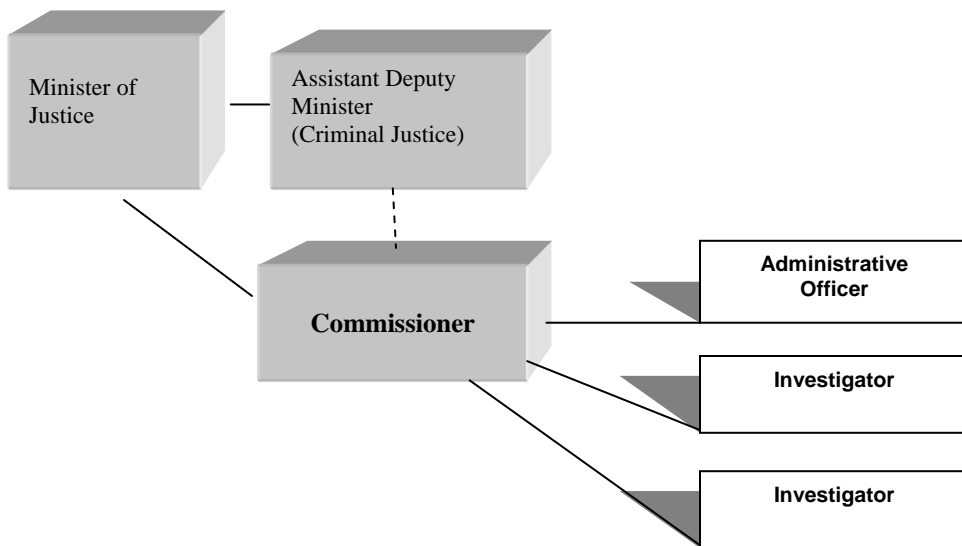 Minister of
Justice
Assistant Deputy
Minister
(Criminal Justice)
Commissioner
Administrative
Officer
Investigator
Investigator